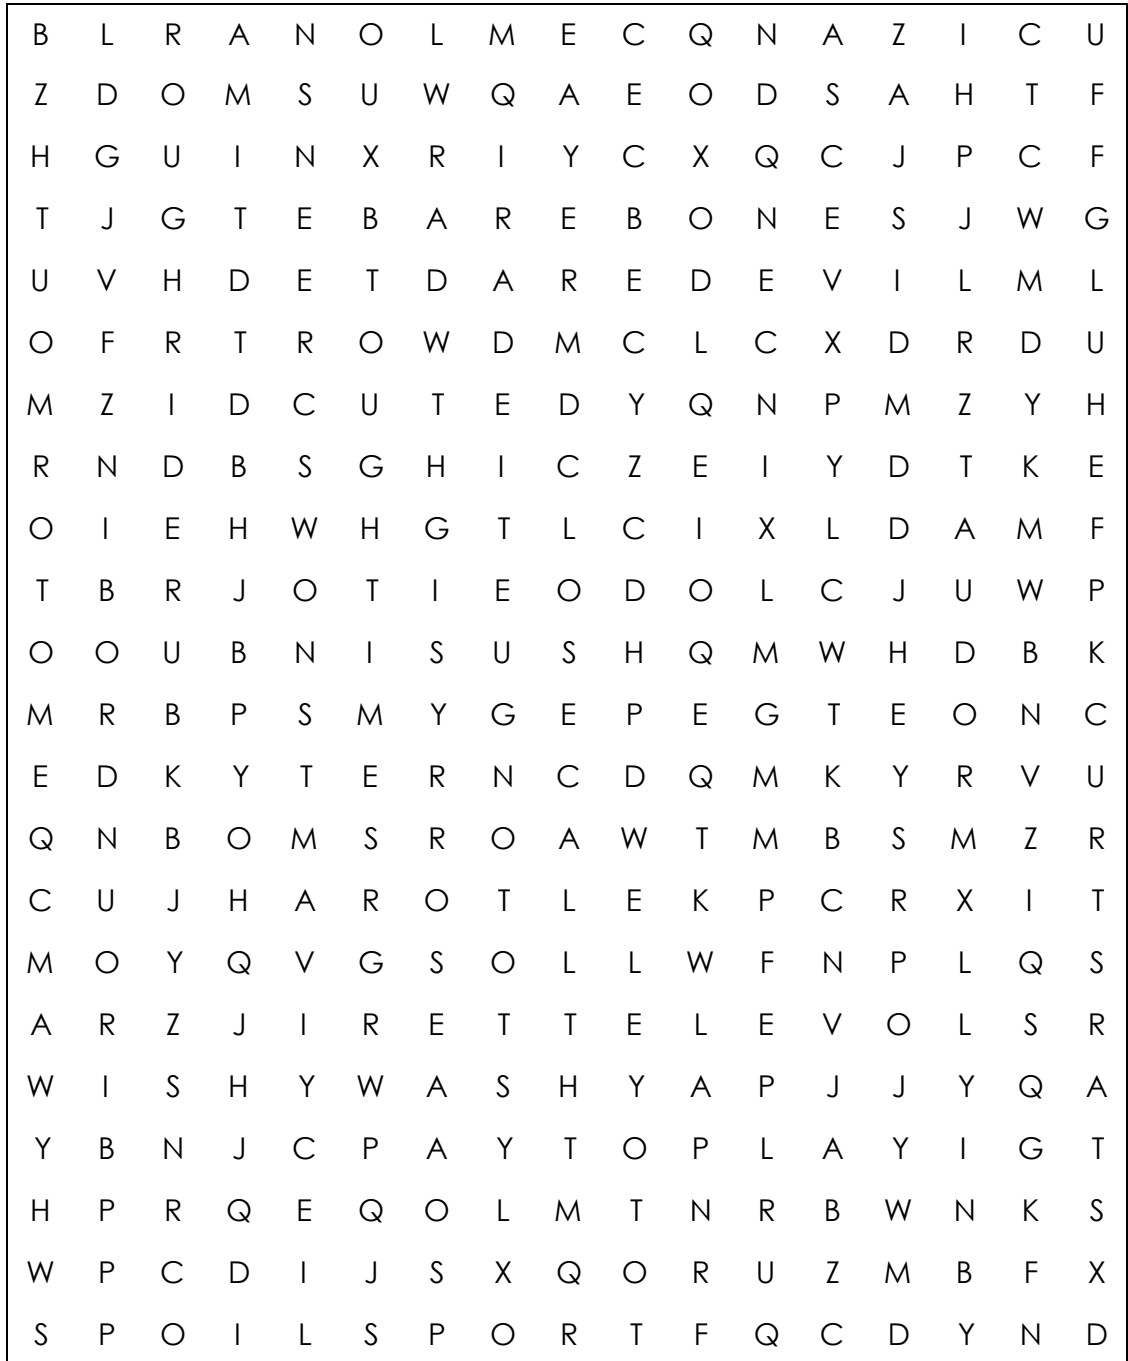 B L R A N O L M E C Q N A Z I C U
Z D O M S U W Q A E O D S A H T F
H G U I N X R I Y C X Q C J P C F
T J G T E B A R E B O N E S J W G
U V H D E T D A R E D E V I L M L
O F R T R O W D M C L C X D R D U
M Z I D C U T E D Y Q N P M Z Y H
R N D B S G H I C Z E I Y D T K E
O I E H W H G T L C I X L D A M F
T B R J O T I E O D O L C J U W P
O O U B N I S U S H Q M W H D B K
M R B P S M Y G E P E G T E O N C
E D K Y T E R N C D Q M K Y R V U
Q N B O M S R O A W T M B S M Z R
C U J H A R O T L E K P C R X I T
M O Y Q V G S O L L W F N P L Q S
A R Z J I R E T T E L E V O L S R
W I S H Y W A S H Y A P J J Y Q A
Y B N J C P A Y T O P L A Y I G T
H P R Q E Q O L M T N R B W N K S
W P C D I J S X Q O R U Z M B F X
S P O I L S P O R T F Q C D Y N D